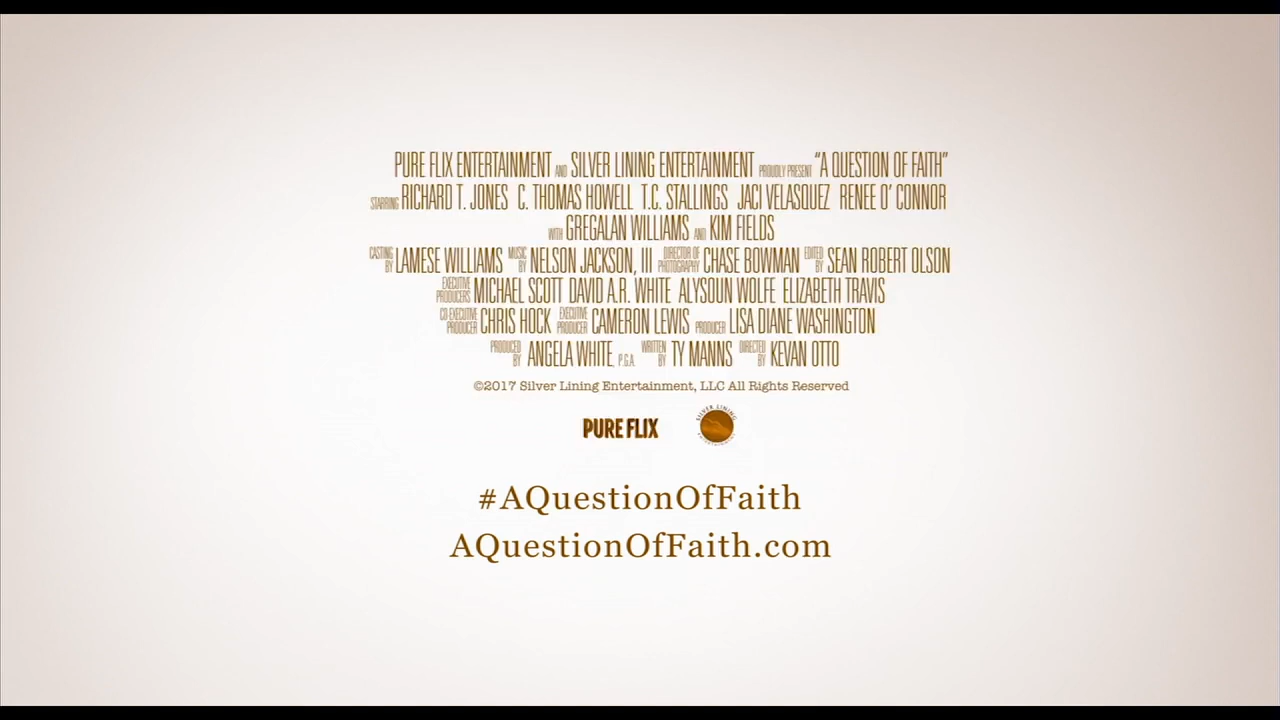 PURE FLIX ENTERTAINMENT AND SILVER LINING ENTERTAINMENT PROUDLY PRESENT “A QUESTION OF FAITH”
STARRING RICHARD T. JONES C. THOMAS HOWELL T.C. STALLINGS JACI VELASQUEZ RENEE O’ CONNOR
WITH GREGALAN WILLIAMS AND KIM FIELDS
CASTING BY LAMESE WILLIAMS MUSIC BY NELSON JACKSON, III DIRECTOR OF PHOTOGRAPHY CHASE BOWMAN EDITED BY SEAN ROBERT OLSON
EXECUTIVE PRODUCERS MICHAEL SCOTT DAVID A.R. WHITE ALYSOUN WOLFE ELIZABETH TRAVIS
CO-EXECUTIVE PRODUCER CHRIS HOCK EXECUTIVE PRODUCER CAMERON LEWIS PRODUCER LISA DIANE WASHINGTON
PRODUCED BY ANGELA WHITE, P.G.A. WRITTEN BY TY MANNS DIRECTED BY KEVAN OTTO
©2017 Silver Lining Entertainment, LLC All Rights Reserved
PURE FLIX SILVER LINING ENTERTAINMENT
#AQuestionOfFaith
AQuestionOfFaith.com